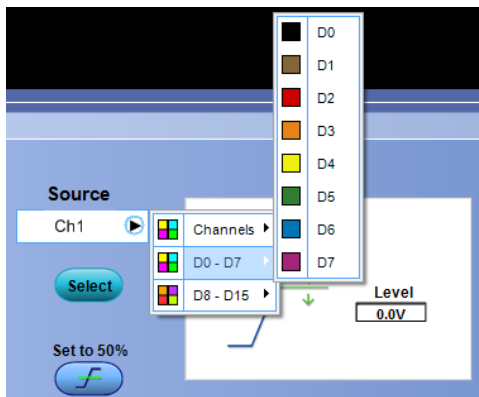 D0
D1
D2
D3
D4
D5
D6
D7
Source
Ch1
Channels
D0 - D7
D8 - D15
Select
Level
0.0V
Set to 50%